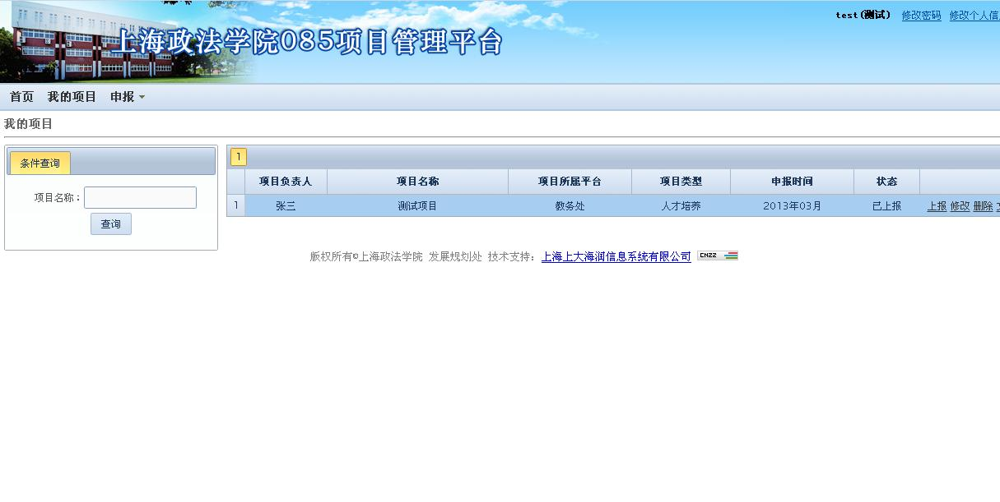 test(测试) 修改密码 修改个人信
上海政法学院085项目管理平台
首页 我的项目 申报
我的项目
条件查询
项目名称：
查询
1
项目负责人 项目名称 项目所属平台 项目类型 申报时间 状态
1 张三 测试项目 教务处 人才培养 2013年03月 已上报 上报 修改 删除
版权所有©上海政法学院 发展规划处 技术支持： 上海上大海润信息系统有限公司 CNZZ